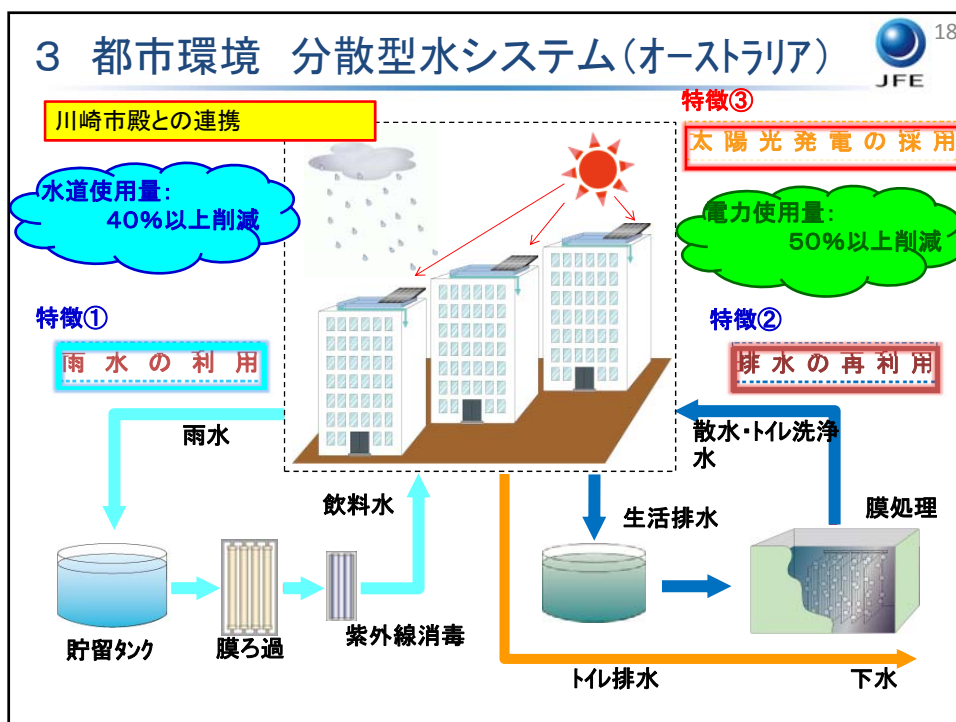 ３ 都市環境 分散型水システム（オーストラリア）
18
JFE
川崎市殿との連携
特徴③
太陽光発電の採用
水道使用量：
40％以上削減
電力使用量：
50％以上削減
特徴①
雨水の利用
特徴②
排水の再利用
雨水
散水・トイレ洗浄
水
飲料水
生活排水
膜処理
貯留タンク
膜ろ過
紫外線消毒
トイレ排水
下水